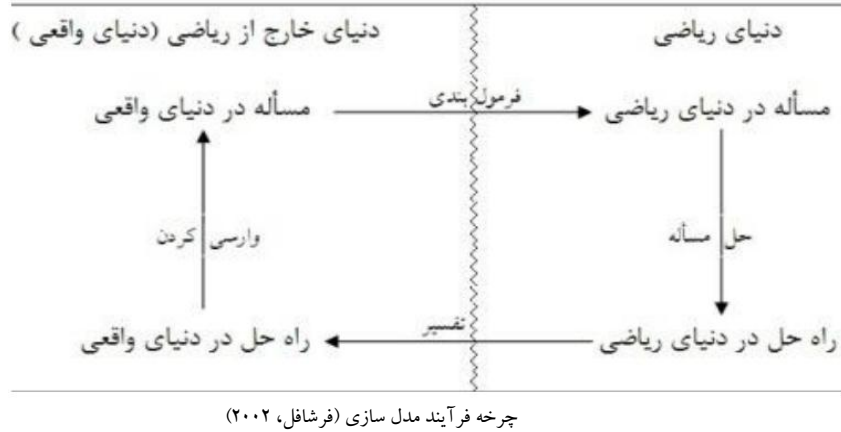 دنیای ریاضی
دنیای خارج از ریاضی (دنیای واقعی )
مسأله در دنیای ریاضی
فرمول بندی
مسأله در دنیای واقعی
حل مسأله
وارسی کردن
راه حل در دنیای ریاضی
تفسیر
راه حل در دنیای واقعی
چرخه فرآیند مدل سازی (فرشافل، ۲۰۰۲)